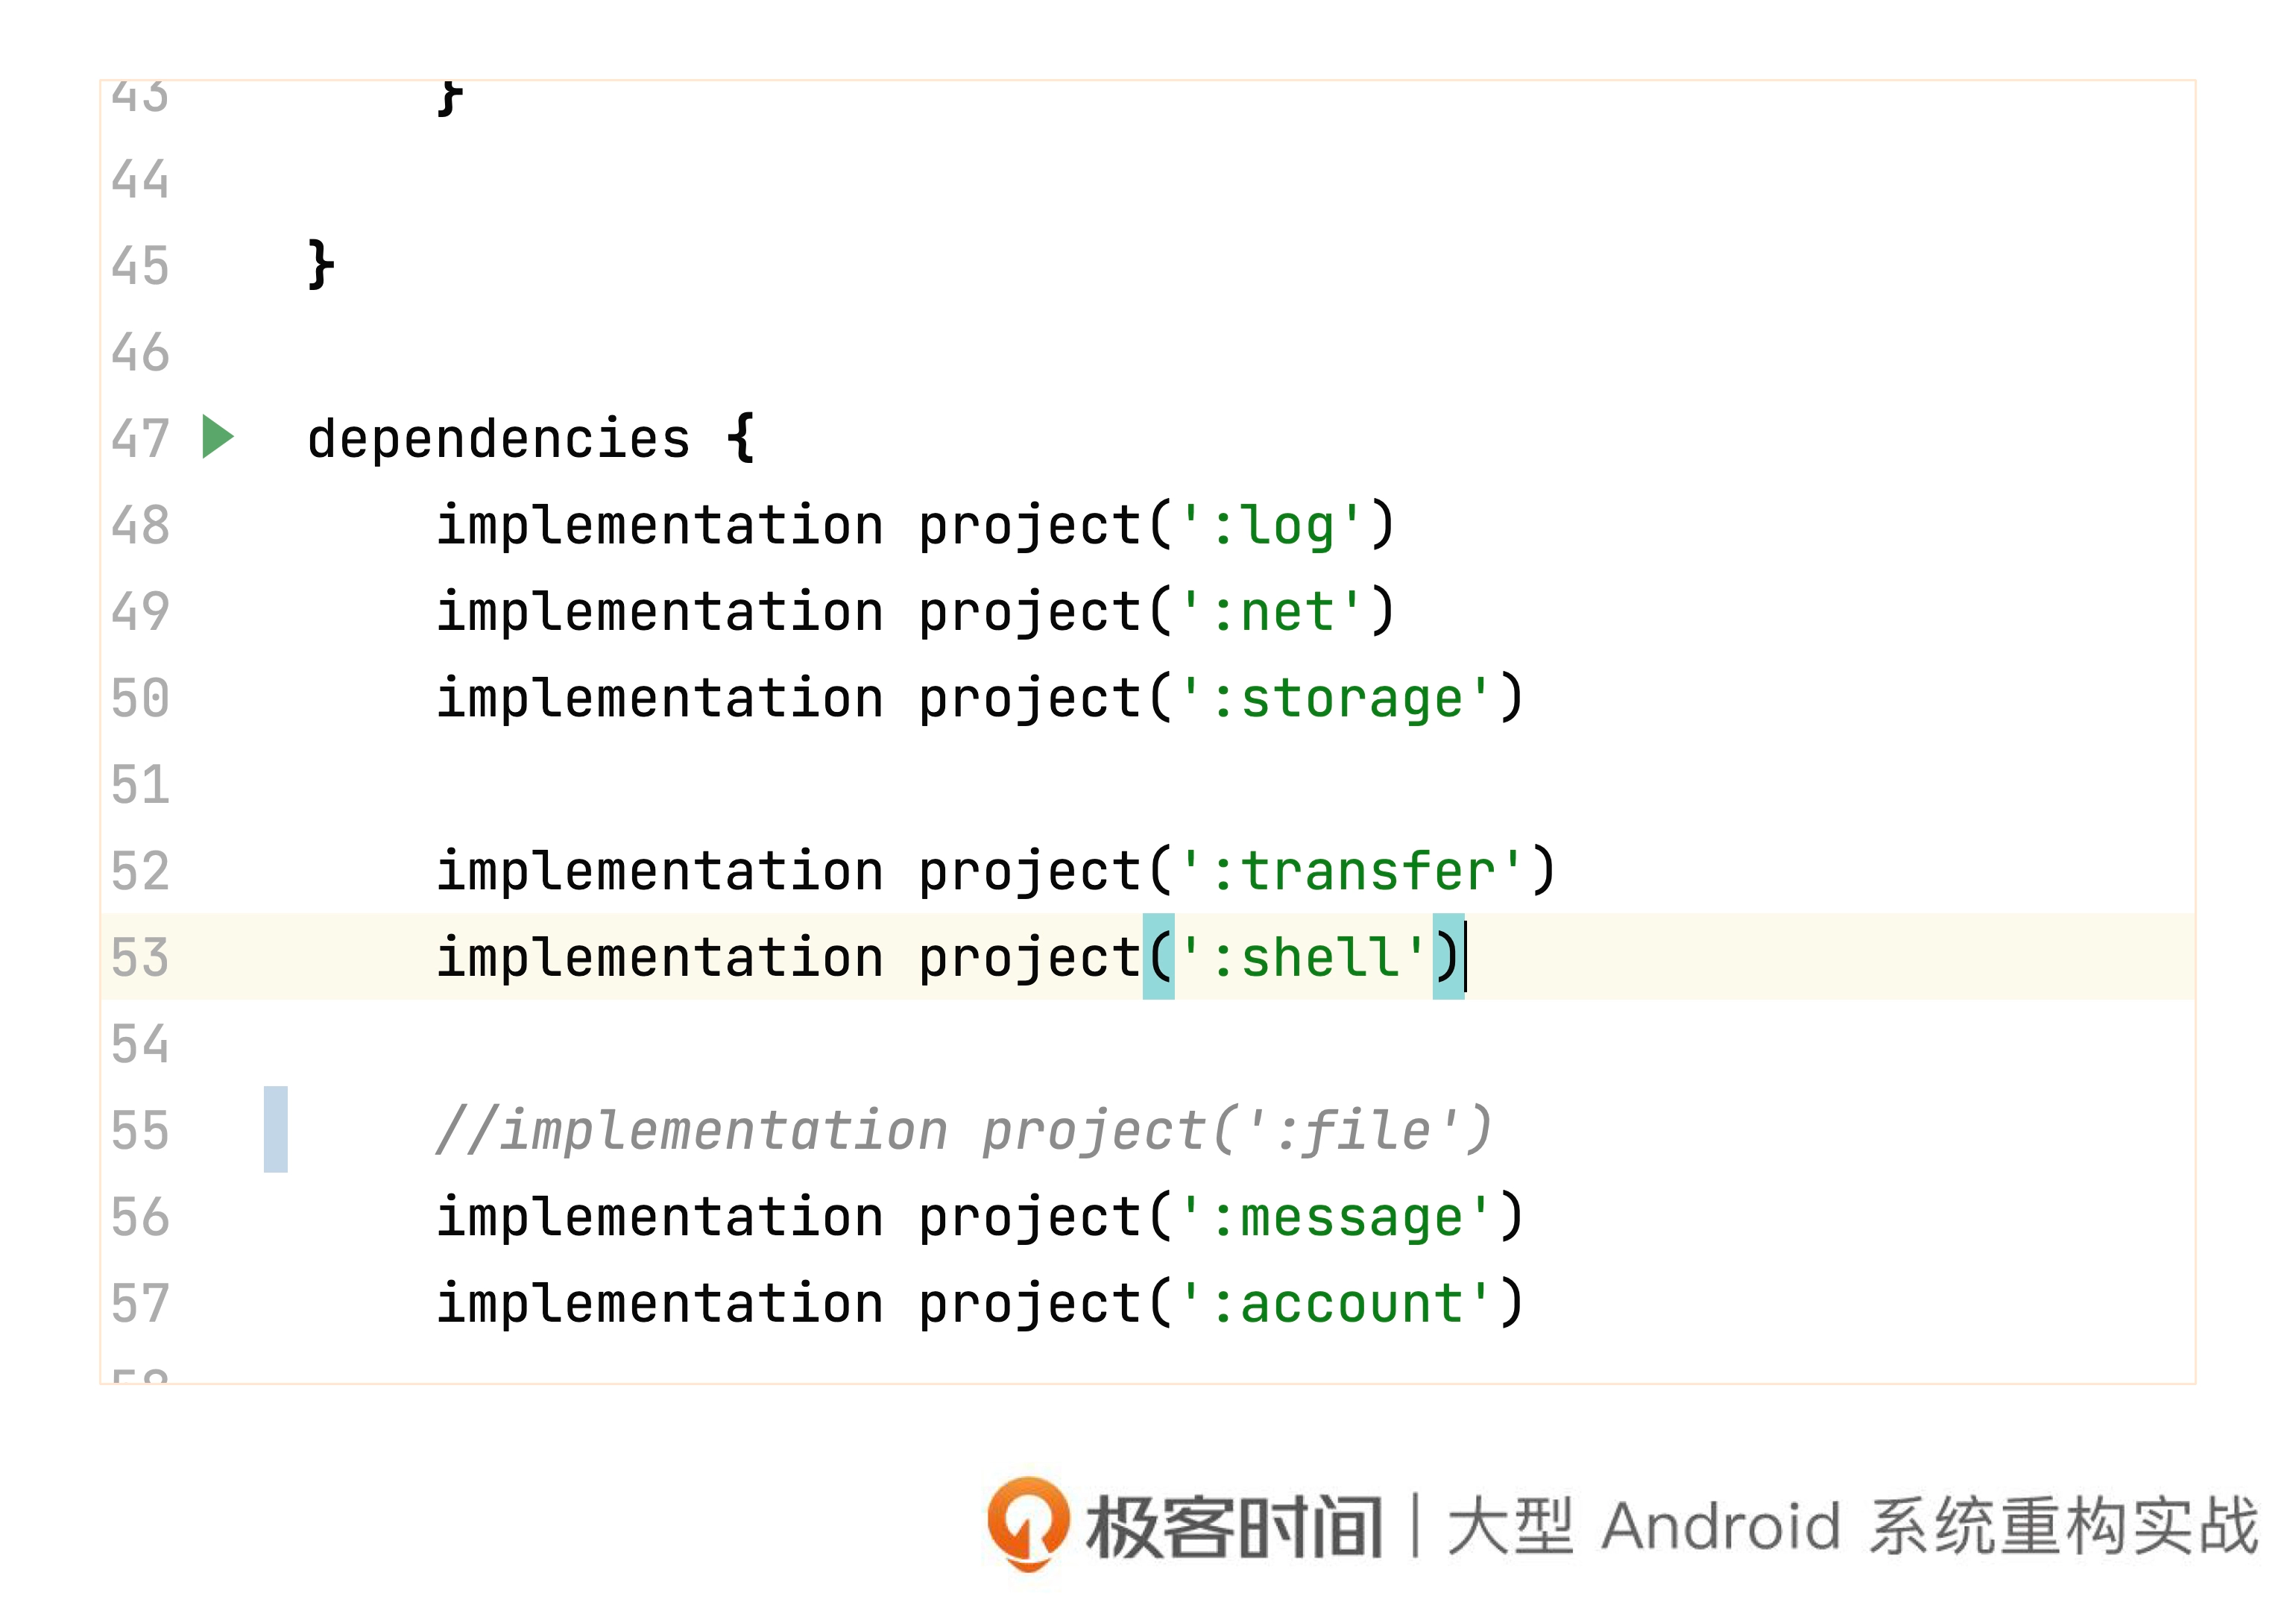 43 }
44
45 }
46
47 dependencies {
48 implementation project(':log')
49 implementation project(':net')
50 implementation project(':storage')
51
52 implementation project(':transfer')
53 implementation project(':shell')
54
55 //implementation project(':file')
56 implementation project(':message')
57 implementation project(':account')
58
极客时间 | 大型 Android 系统重构实战